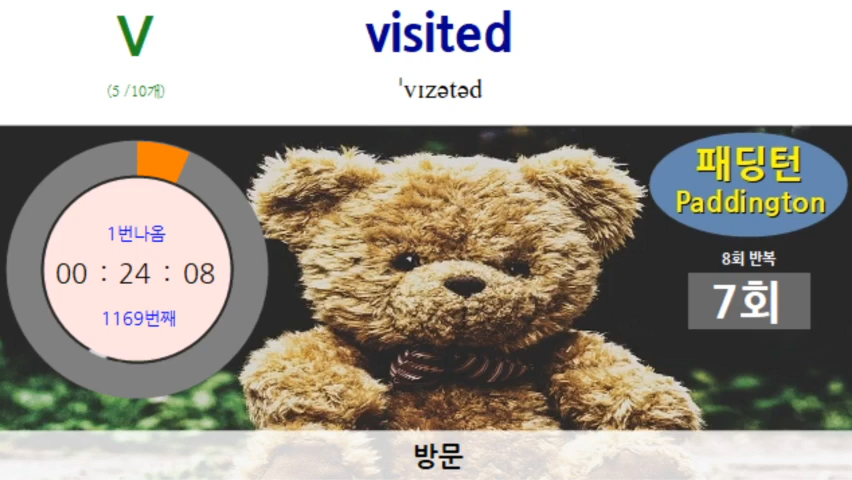 V
(5 /10개)
visited
ˈvɪzətəd
1번나옴
00 : 24 : 08
1169번째
패딩턴
Paddington
8회 반복
7회
방문